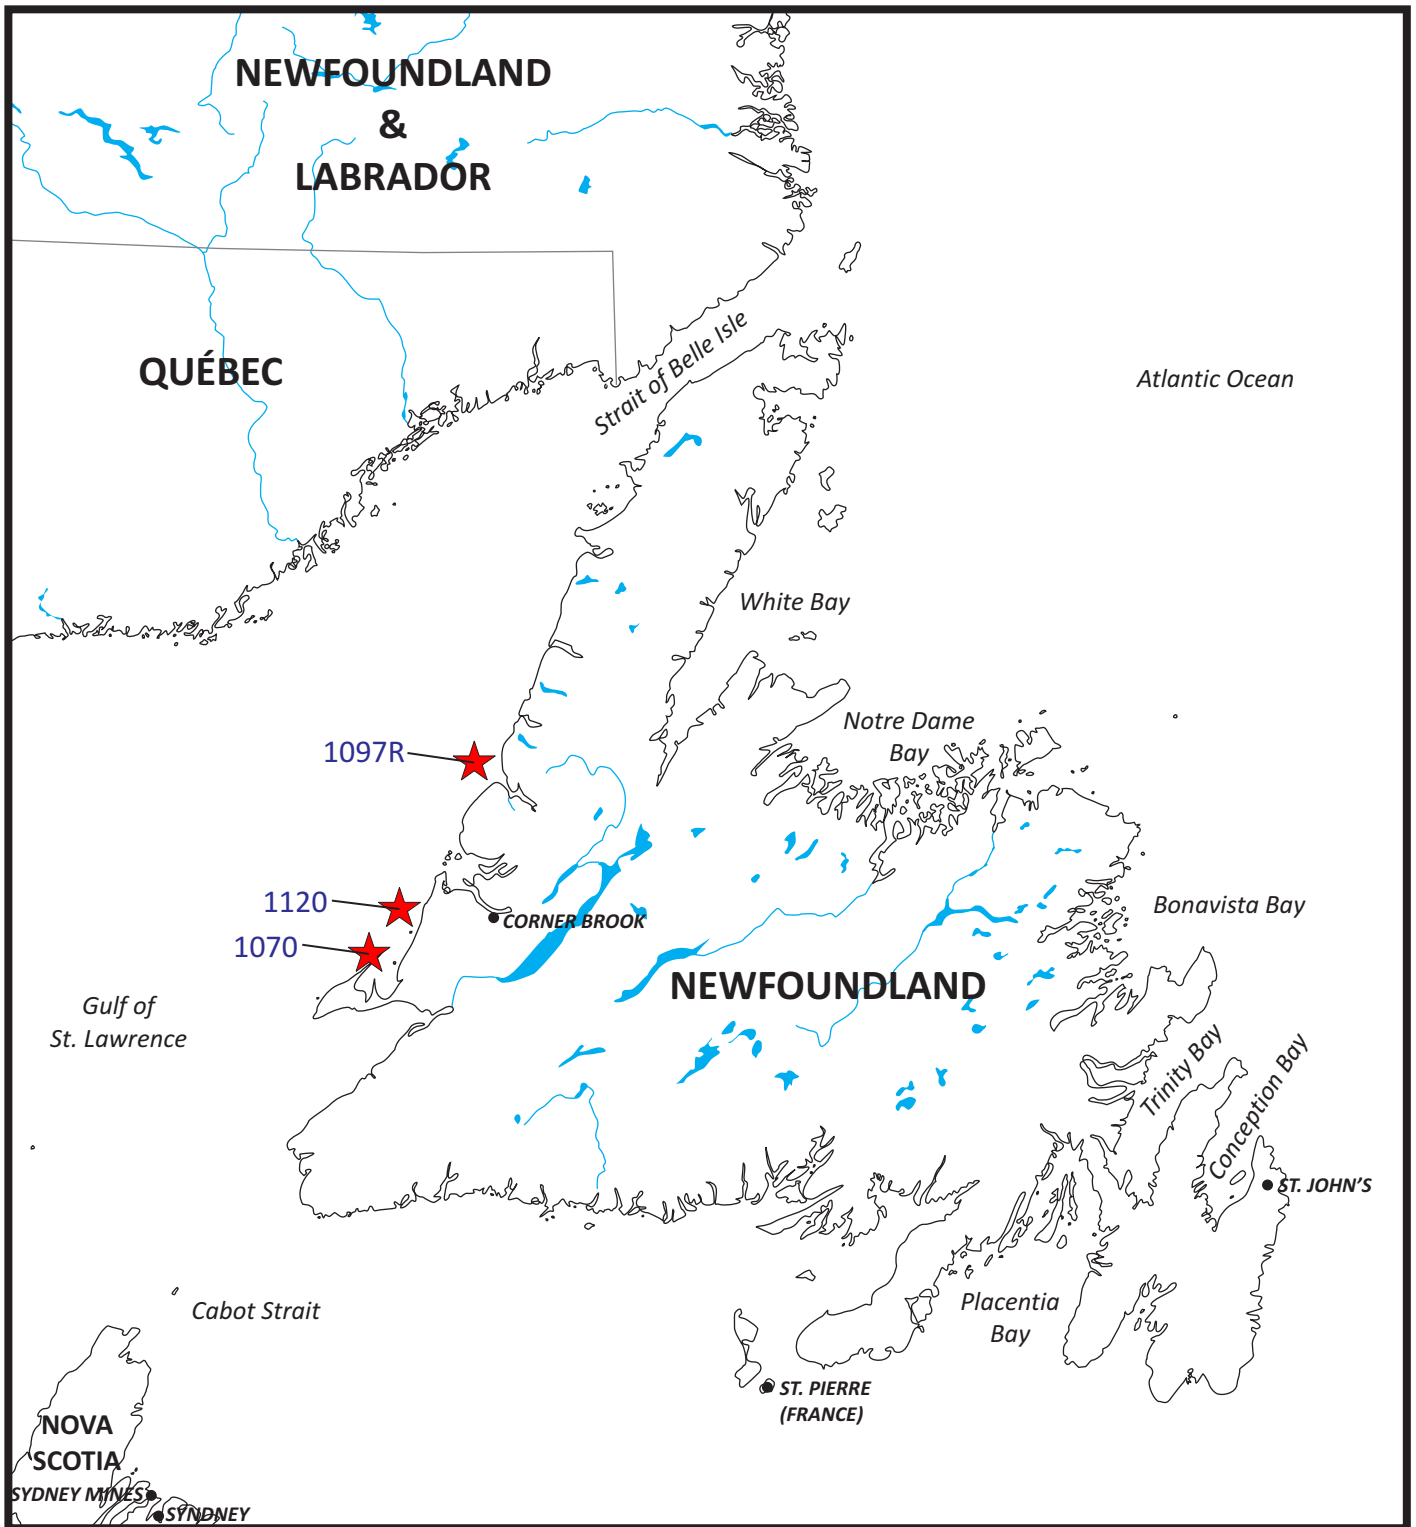 NEWFOUNDLAND
&
LABRADOR
QUÉBEC
Strait of Belle Isle
Atlantic Ocean
White Bay
Notre Dame
Bay
1097R
1120
1070
CORNER BROOK
Bonavista Bay
NEWFOUNDLAND
Gulf of
St. Lawrence
Trinity Bay
Conception Bay
ST. JOHN'S
Cabot Strait
Placentia
Bay
ST. PIERRE
(FRANCE)
NOVA
SCOTIA
SYDNEY MINES
SYNDNEY